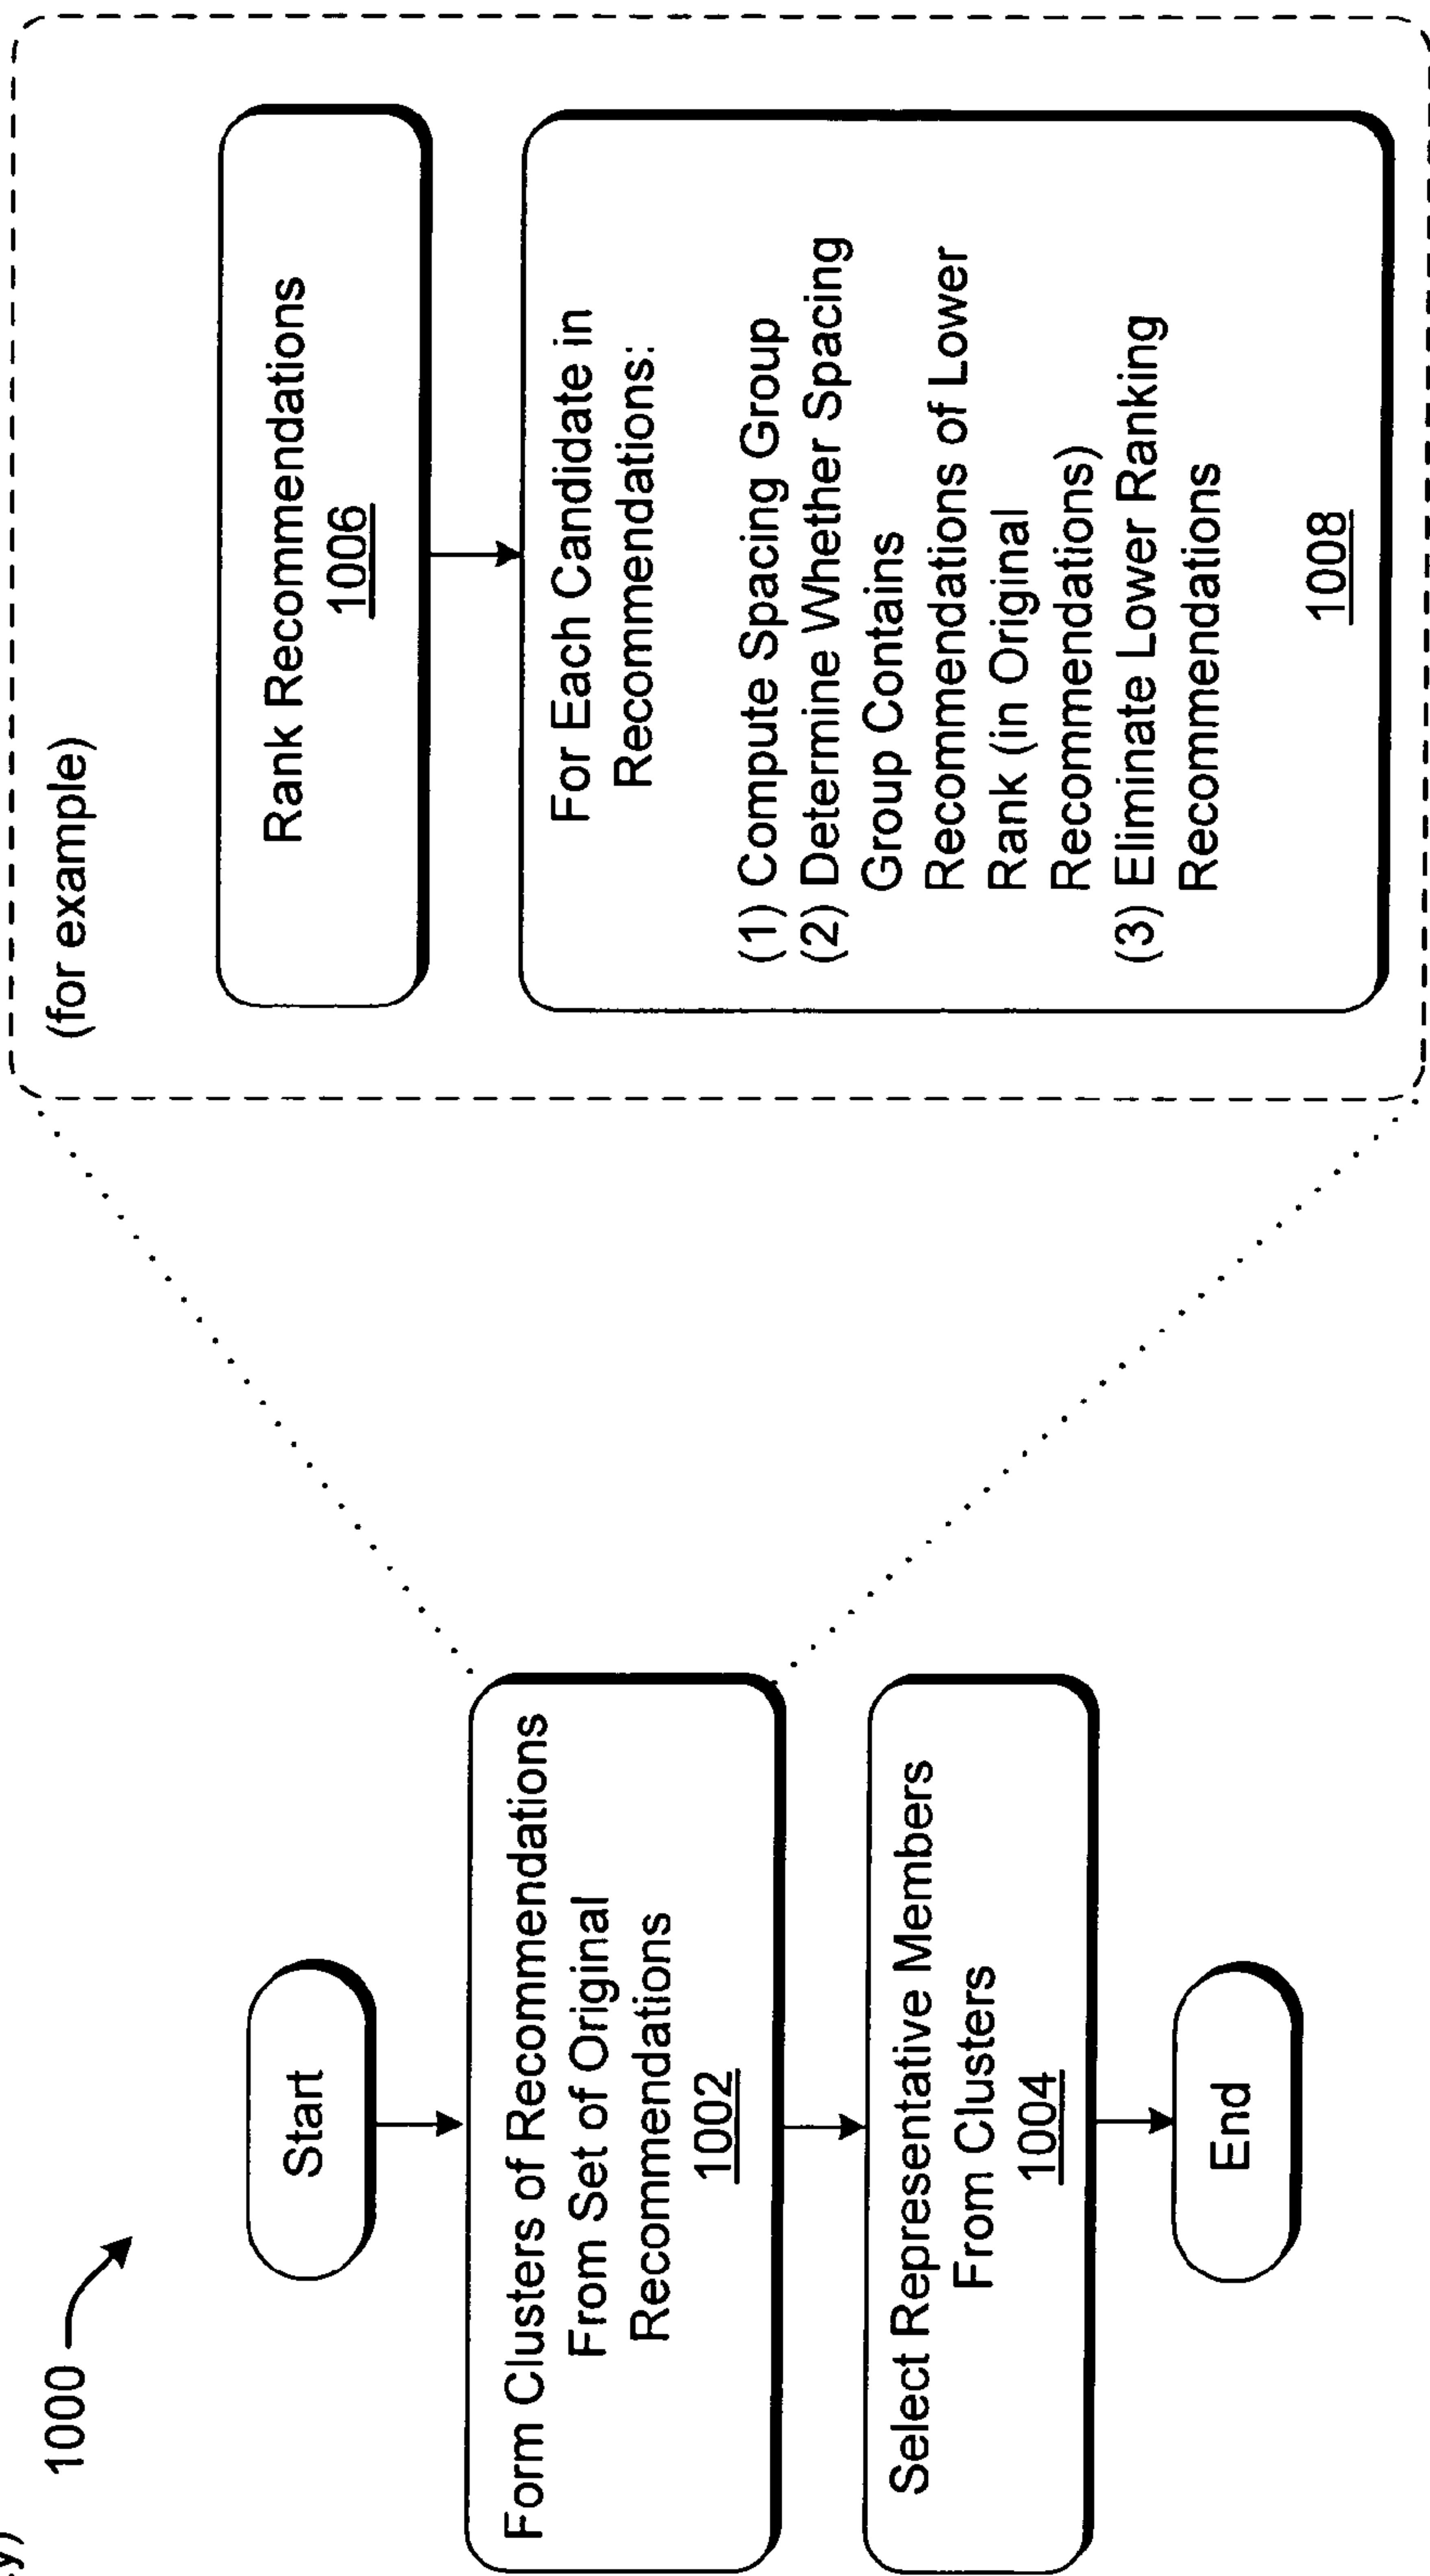 1000
Start
Form Clusters of Recommendations
From Set of Original
Recommendations
1002
Select Representative Members
From Clusters
1004
End
(for example)
Rank Recommendations
1006
For Each Candidate in
Recommendations:
(1) Compute Spacing Group
(2) Determine Whether Spacing
Group Contains
Recommendations of Lower
Rank (in Original
Recommendations)
(3) Eliminate Lower Ranking
Recommendations
1008